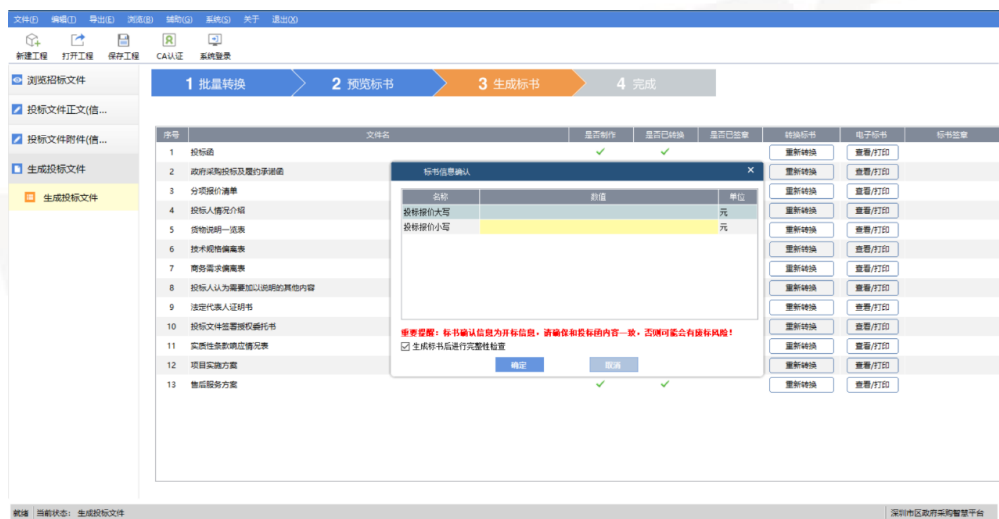 文件(F) 编辑(T) 导出(E) 浏览(B) 辅助(G) 系统(S) 关于 退出(X)
新建工程 打开工程 保存工程 CA认证 系统登录
浏览招标文件
投标文件正文(信...
投标文件附件(信...
生成投标文件
生成投标文件
1 批量转换 2 预览标书 3 生成标书 4 完成
序号 文件名 是否制作 是否已转换 是否已签章 转换标书 电子标书 标书签章
1 投标函 重新转换 查看/打印
2 政府采购投标及履约承诺函 重新转换 查看/打印
3 分项报价清单 重新转换 查看/打印
4 投标人情况介绍 重新转换 查看/打印
5 货物说明一览表 重新转换 查看/打印
6 技术规格偏离表 重新转换 查看/打印
7 商务需求偏离表 重新转换 查看/打印
8 投标人认为需要加以说明的其他内容 重新转换 查看/打印
9 法定代表人证明书 重新转换 查看/打印
10 投标文件签署授权委托书 重新转换 查看/打印
11 实质性条款响应情况表 重新转换 查看/打印
12 项目实施方案 重新转换 查看/打印
13 售后服务方案 重新转换 查看/打印
标书信息确认
名称 数值 单位
投标报价大写 元
投标报价小写 元
重要提醒：标书确认信息为开标信息，请确保和投标函内容一致，否则可能会有废标风险！
生成标书后进行完整性检查
确定 取消
就绪 当前状态： 生成投标文件 深圳市区政府采购智慧平台